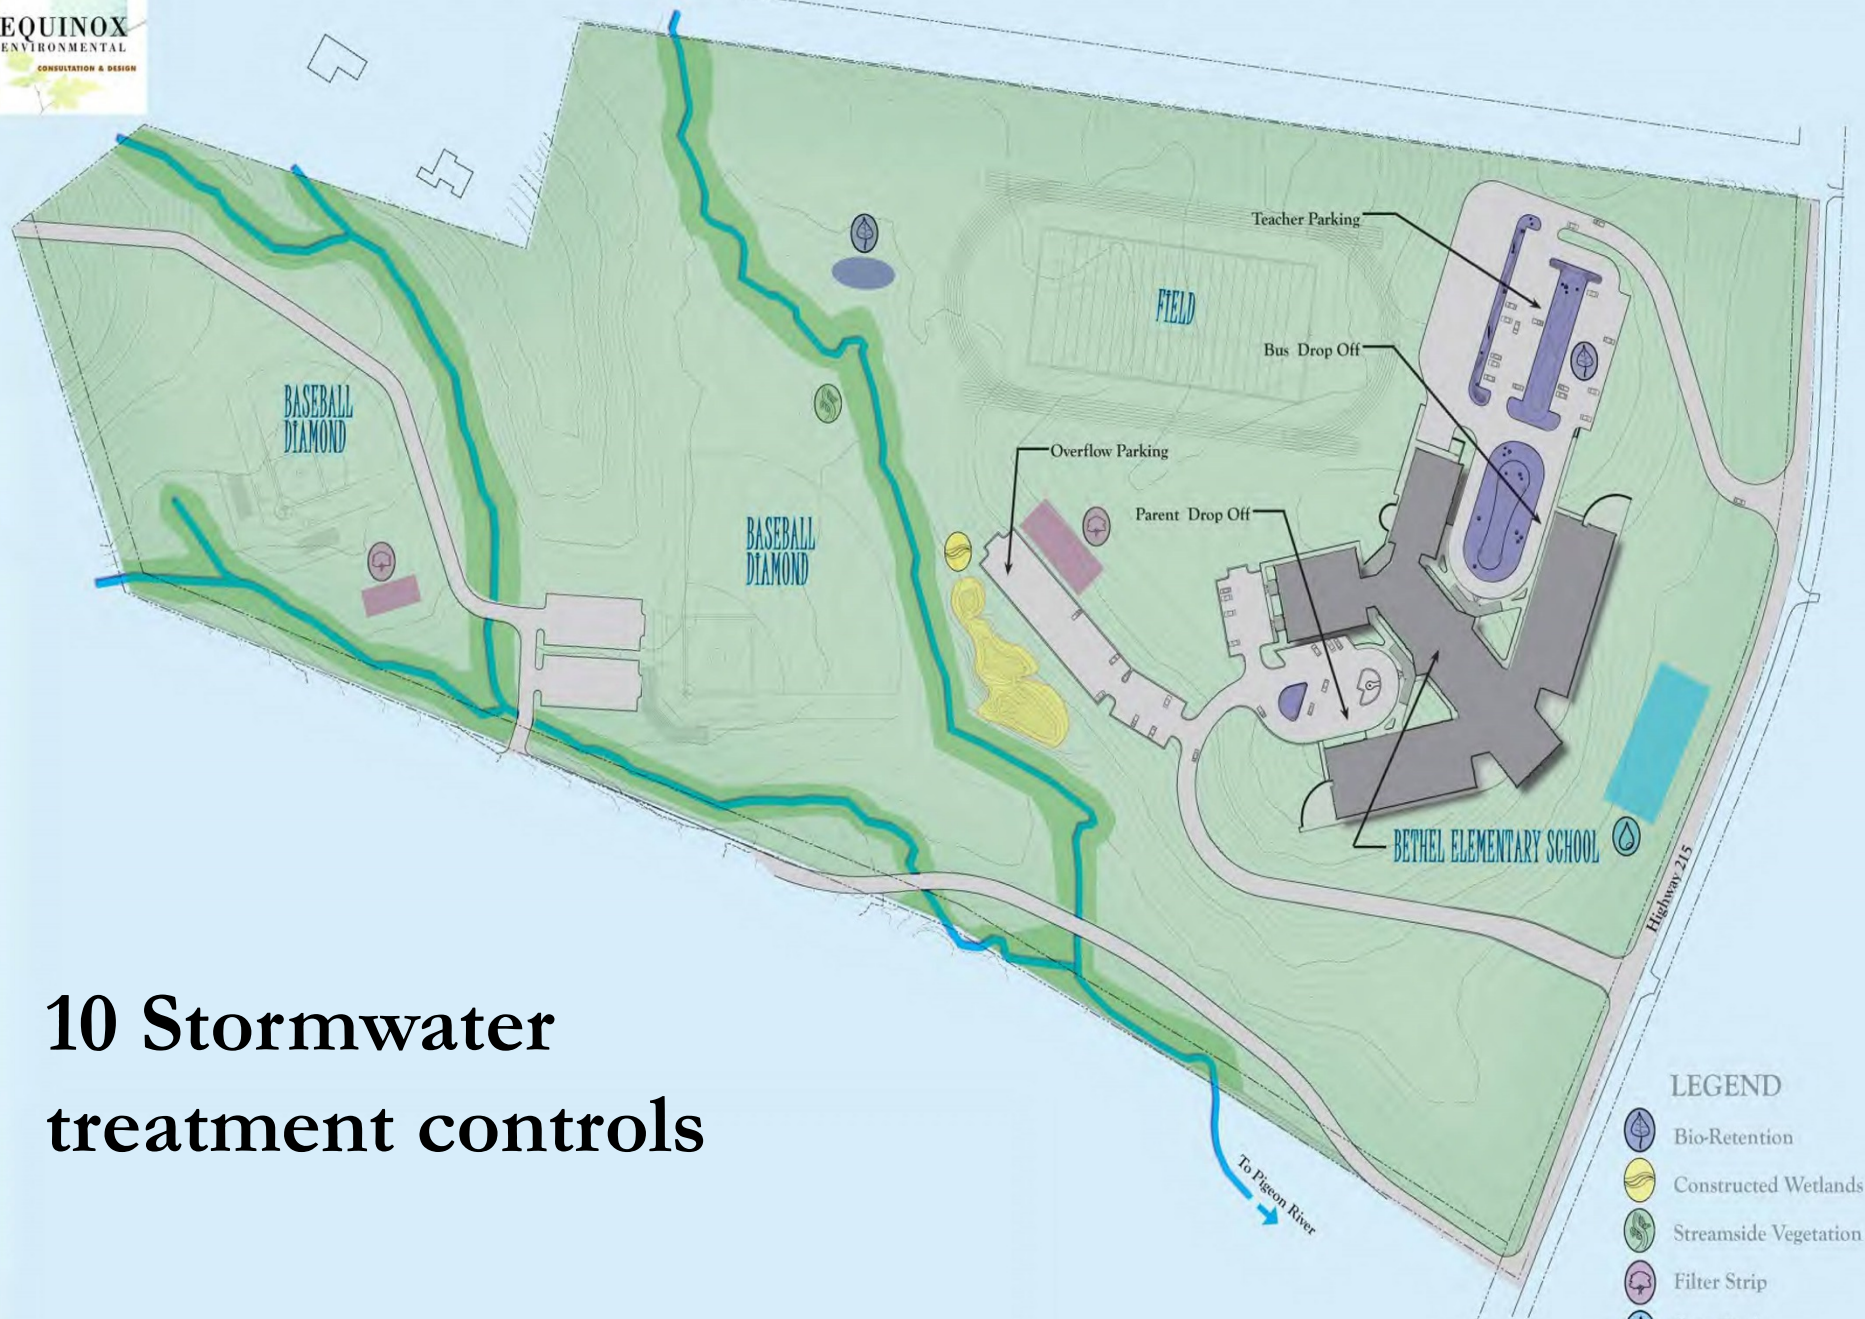 EQUINOX
ENVIRONMENTAL
CONSULTATION & DESIGN
Teacher Parking
FIELD
Bus Drop Off
BASEBALL
DIAMOND
Overflow Parking
Parent Drop Off
BASEBALL
DIAMOND
BETHEL ELEMENTARY SCHOOL
Highway 215
10 Stormwater
treatment controls
To Pigeon River
LEGEND
Bio-Retention
Constructed Wetlands
Streamside Vegetation
Filter Strip